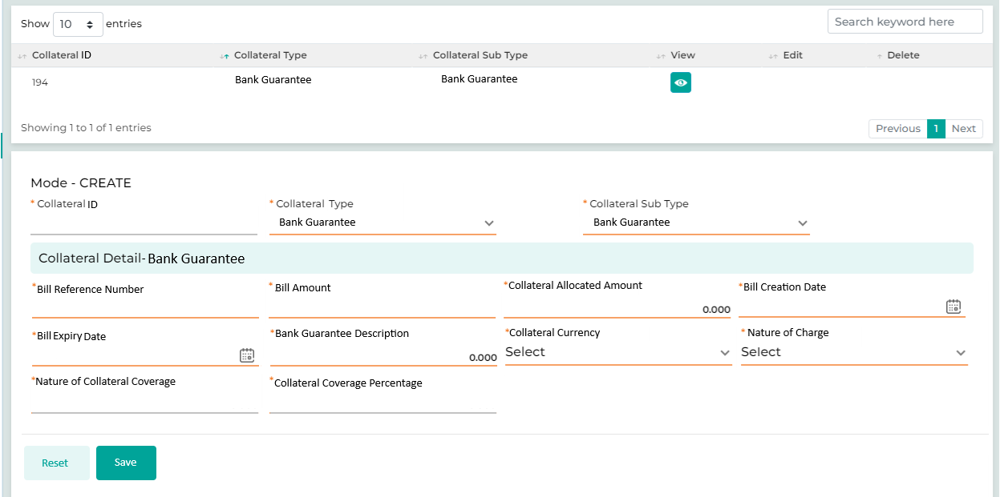 Show 10 entries
Search keyword here
Collateral ID Collateral Type Collateral Sub Type View Edit Delete
194 Bank Guarantee Bank Guarantee
Showing 1 to 1 of 1 entries
Previous 1 Next
Mode - CREATE
* Collateral ID * Collateral Type * Collateral Sub Type
Bank Guarantee Bank Guarantee
Collateral Detail- Bank Guarantee
*Bill Reference Number *Bill Amount *Collateral Allocated Amount *Bill Creation Date
0.000
*Bill Expiry Date *Bank Guarantee Description *Collateral Currency * Nature of Charge
0.000 Select Select
*Nature of Collateral Coverage *Collateral Coverage Percentage
Reset Save